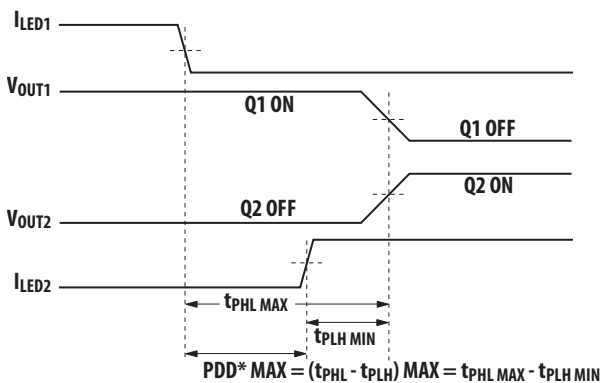 ILED1
VOUT1
Q1 ON
Q1 OFF
Q2 ON
Q2 OFF
VOUT2
ILED2
tPHL MAX
tPLH MIN
PDD* MAX = (tPHL - tPLH) MAX = tPHL MAX - tPLH MIN